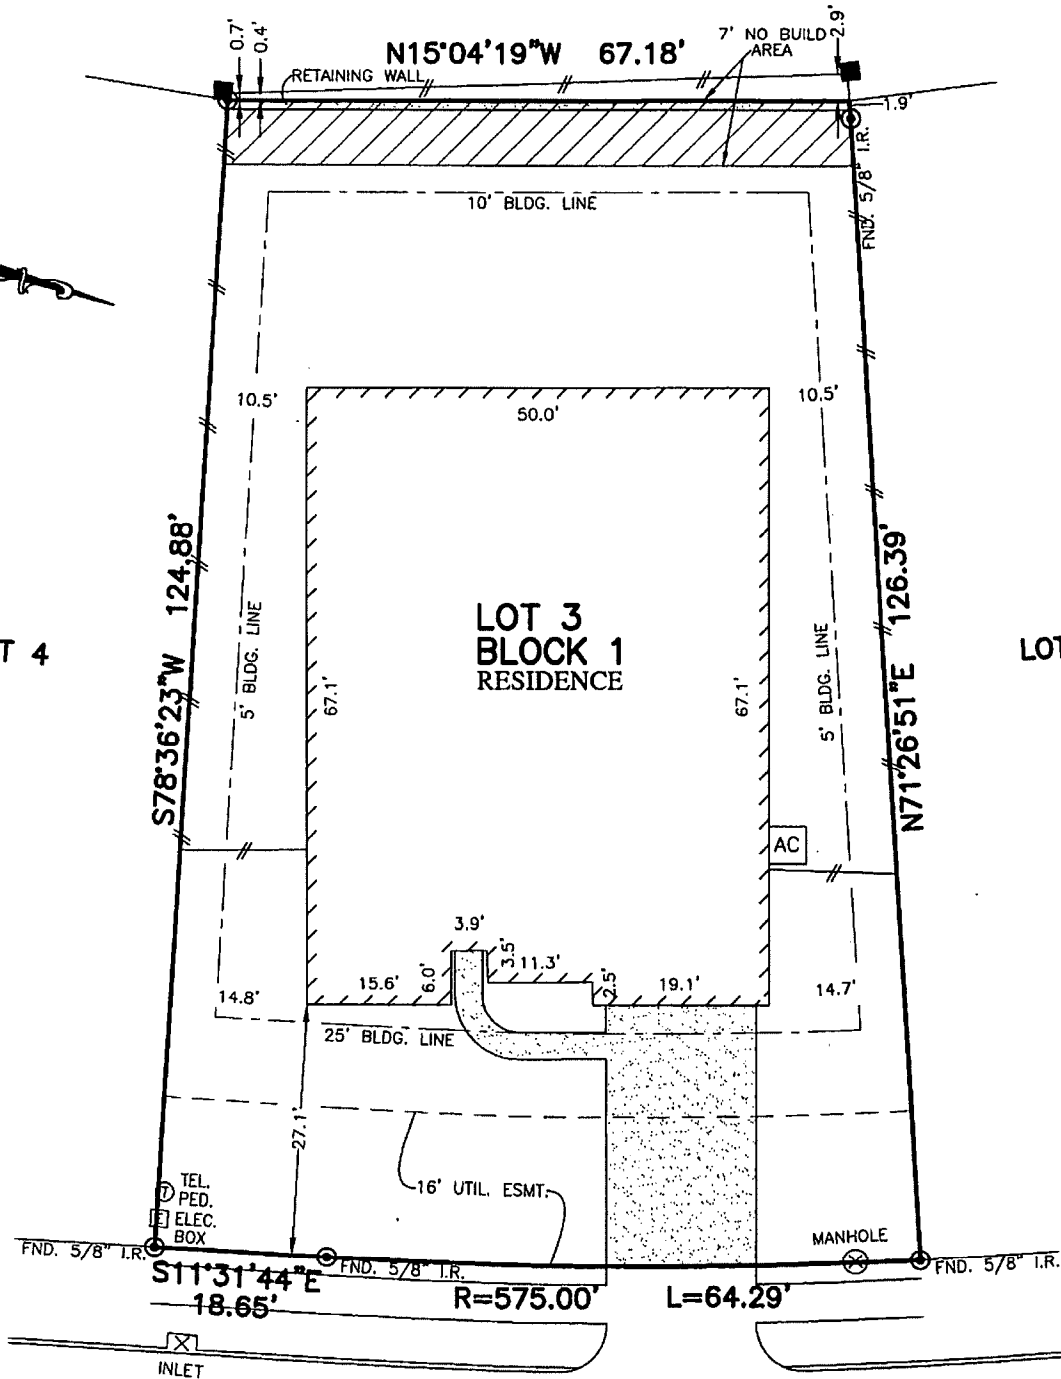 0.7'
0.4'
N15°04'19"W 67.18'
7' NO BUILD
AREA
2.9'
RETAINING WALL
1.9'
FND. 5/8" I.R.
10' BLDG. LINE
10.5'
50.0'
10.5'
S78°36'23"W 124.88'
5' BLDG. LINE
67.1'
LOT 3
BLOCK 1
RESIDENCE
67.1'
5' BLDG. LINE
N71°26'51"E 126.39'
T 4
LOT
AC
3.9'
3.5'
11.3'
6.0'
2.5'
15.6'
19.1'
14.8'
14.7'
25' BLDG. LINE
27.1'
16' UTIL. ESMT.
T TEL.
PED.
E ELEC.
BOX
MANHOLE
FND. 5/8" I.R.
FND. 5/8" I.R.
FND. 5/8" I.R.
S11°31'44"E
18.65'
R=575.00' L=64.29'
INLET